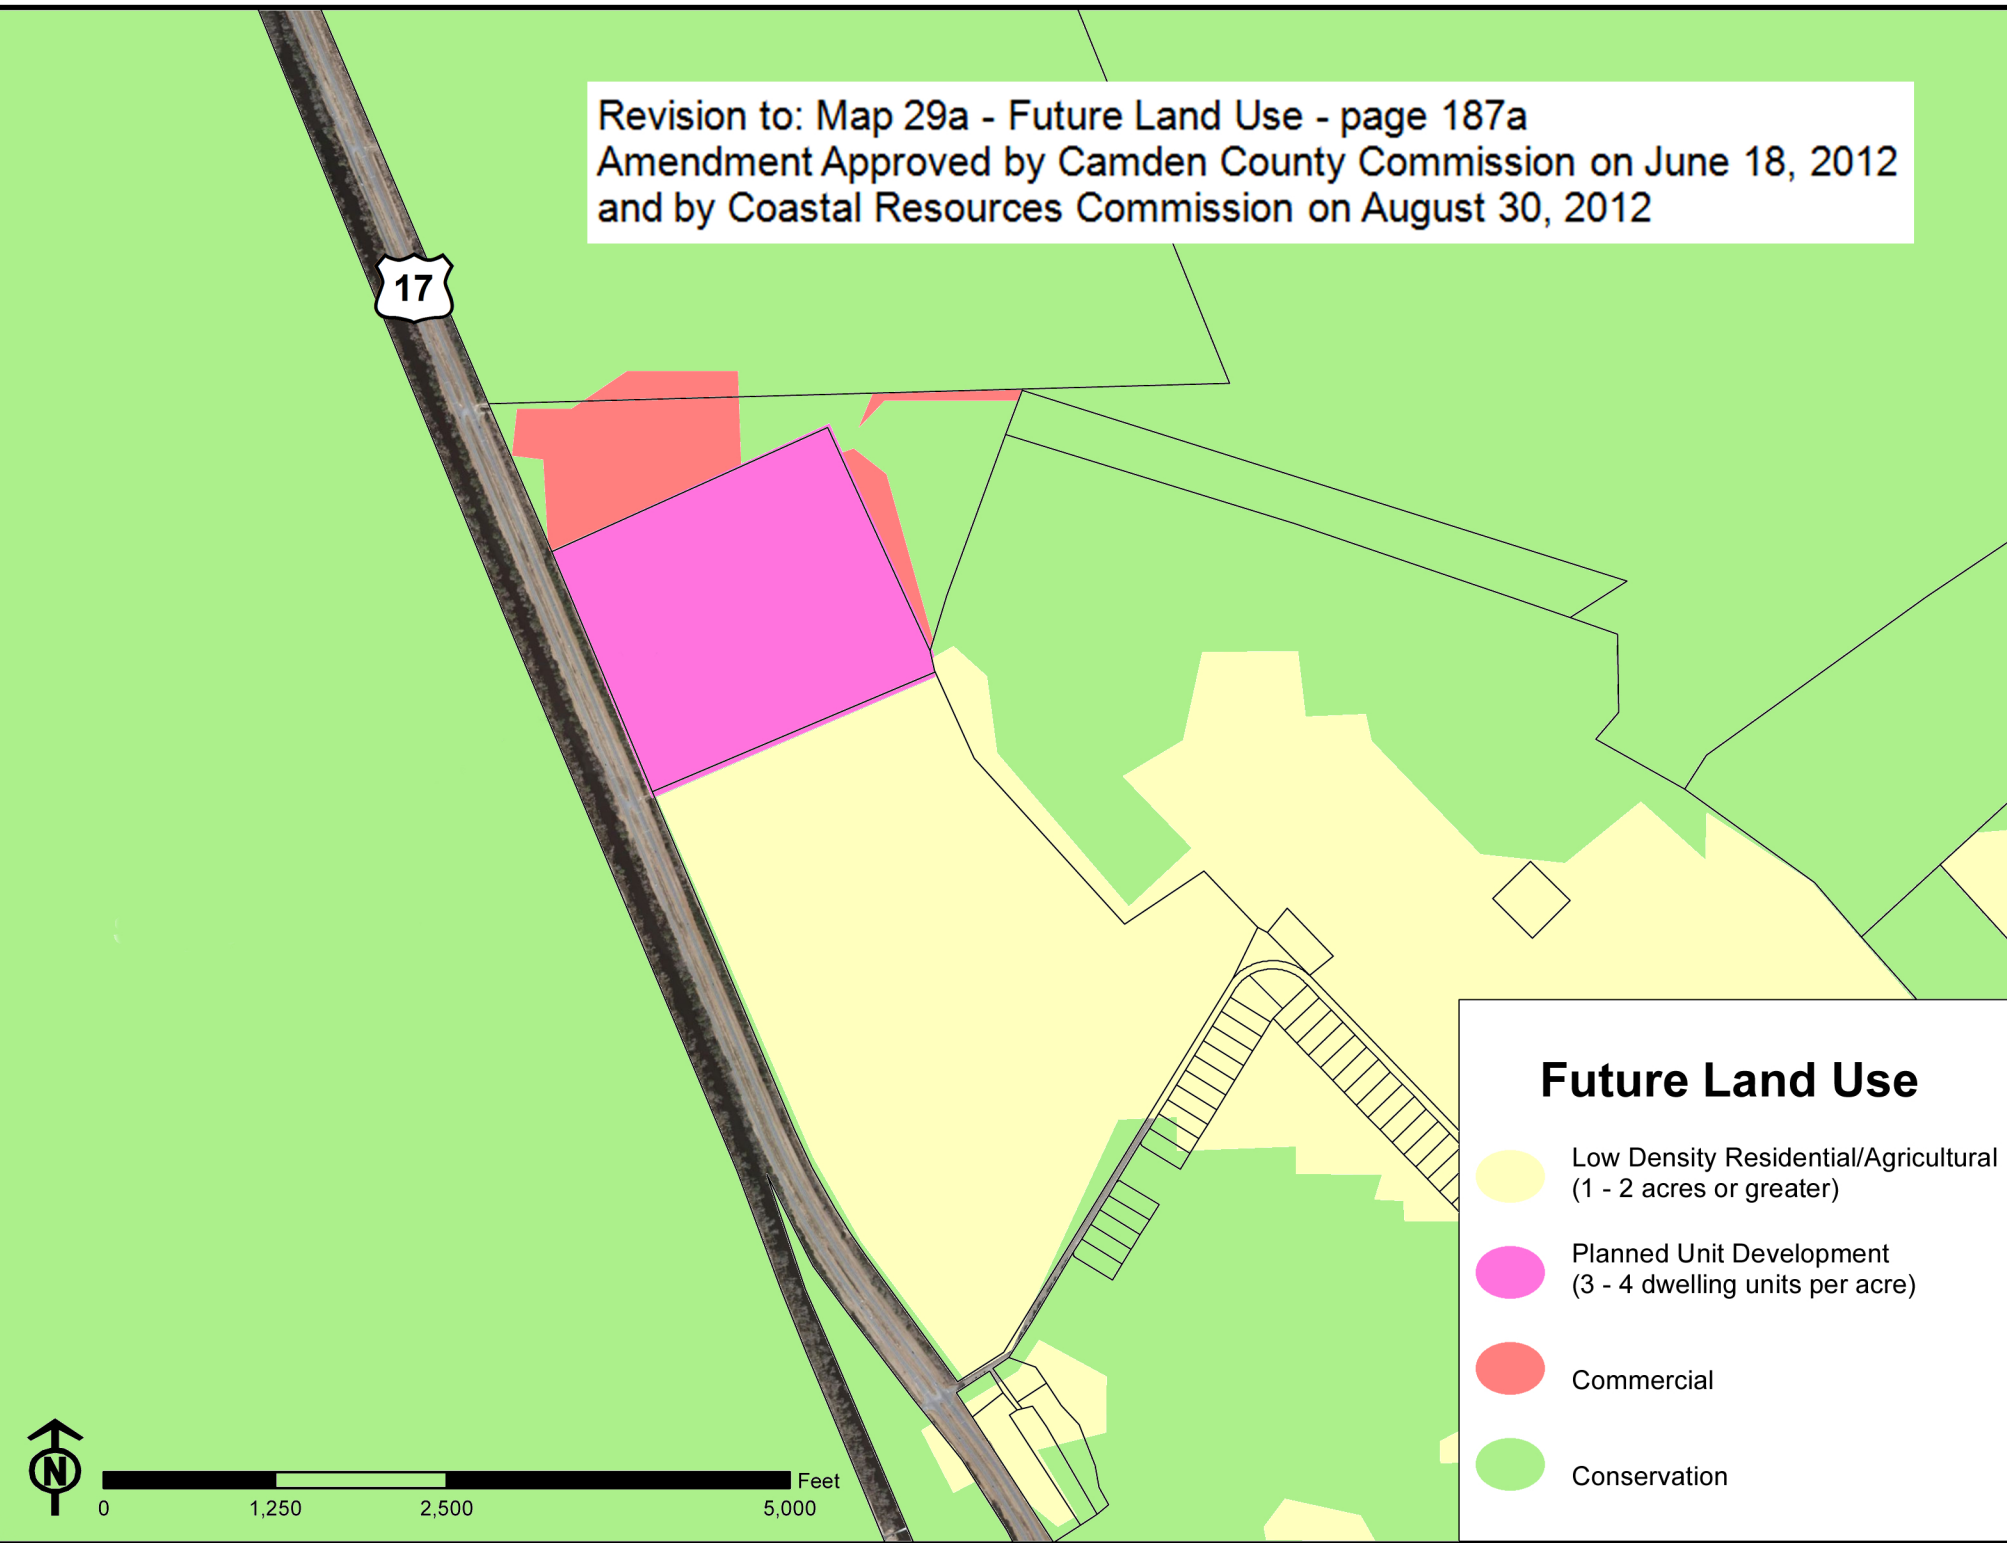 Revision to: Map 29a - Future Land Use - page 187a
Amendment Approved by Camden County Commission on June 18, 2012
and by Coastal Resources Commission on August 30, 2012
17
Future Land Use
Low Density Residential/Agricultural
(1 - 2 acres or greater)
Planned Unit Development
(3 - 4 dwelling units per acre)
Commercial
Conservation
N
Feet
0 1,250 2,500 5,000